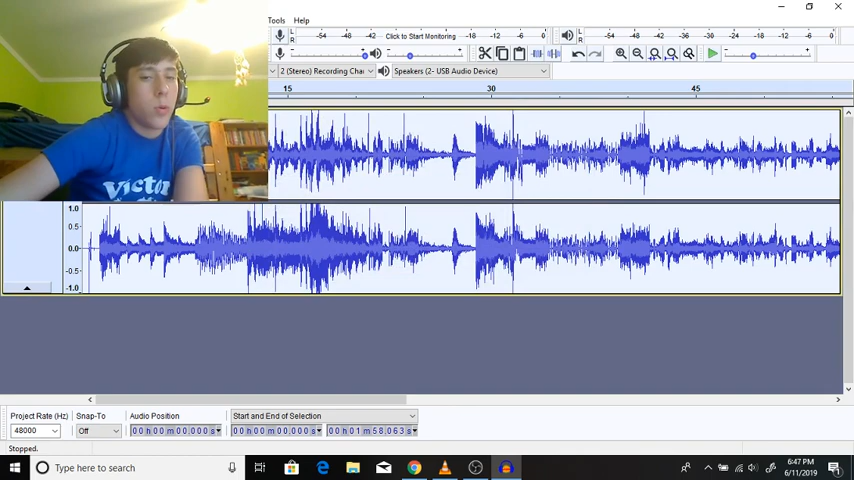 Tools Help
L
R
-54 -48 -42 Click to Start Monitoring -12 -6 0
L
R
-54 -48 -42 -36 -30 -24 -18 -12 -6 0
2 (Stereo) Recording Chai
Speakers (2- USB Audio Device)
15 30 45
Victor
1.0
0.5
0.0
-0.5
-1.0
Project Rate (Hz) Snap-To Audio Position Start and End of Selection
48000 Off 00 h 00 m 00.000 s 00 h 00 m 00.000 s 00 h 01 m 58.063 s
Stopped.
Type here to search
6:47 PM
6/11/2019
1